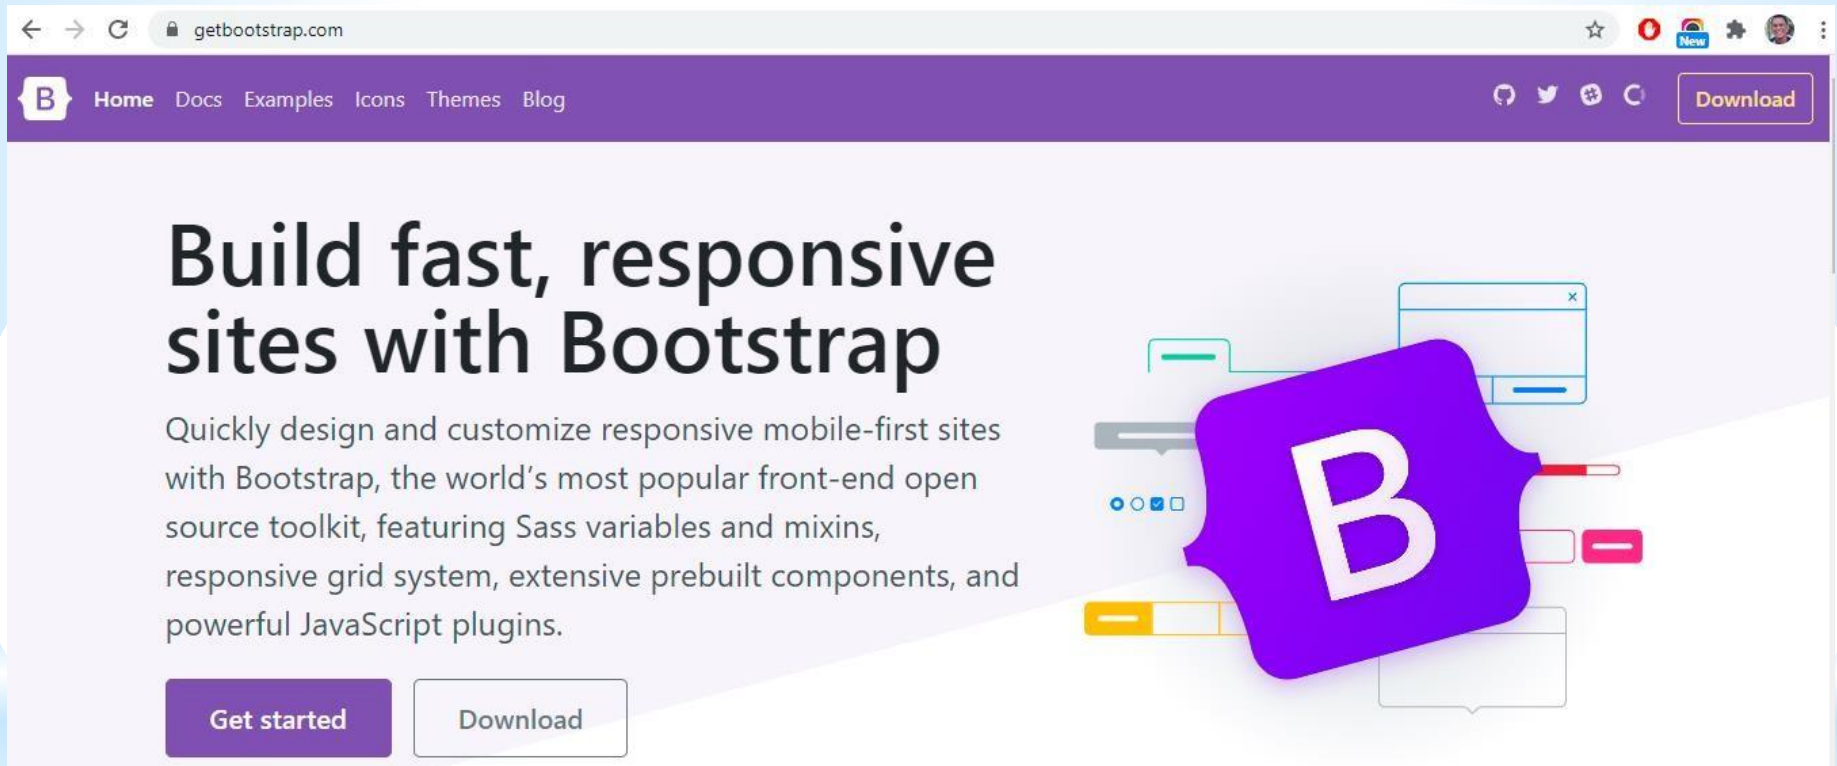 getbootstrap.com
New
B Home Docs Examples Icons Themes Blog
Download
Build fast, responsive
sites with Bootstrap
Quickly design and customize responsive mobile-first sites
with Bootstrap, the world's most popular front-end open
source toolkit, featuring Sass variables and mixins,
responsive grid system, extensive prebuilt components, and
powerful JavaScript plugins.
Get started
Download
B